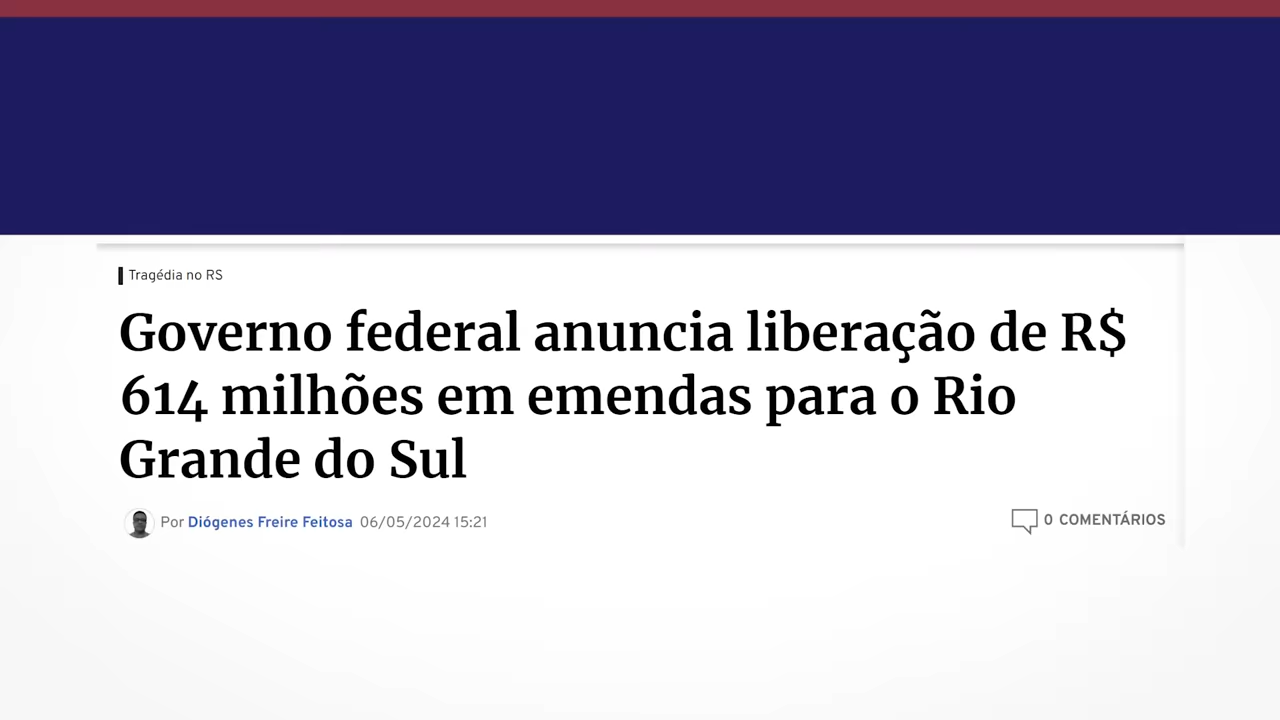 Tragédia no RS
Governo federal anuncia liberação de R$
614 milhões em emendas para o Rio
Grande do Sul
Por Diógenes Freire Feitosa 06/05/2024 15:21
0 COMENTÁRIOS